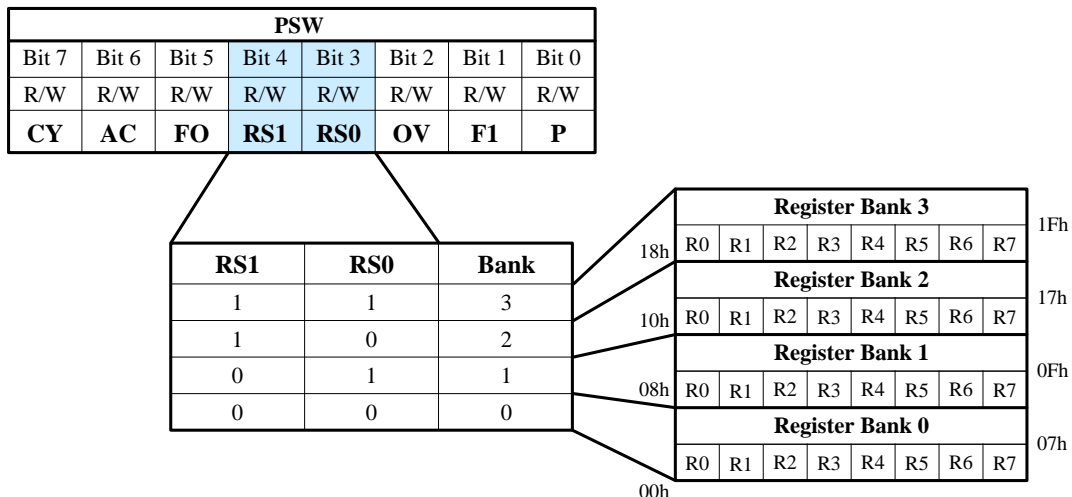 PSW
Bit 7 Bit 6 Bit 5 Bit 4 Bit 3 Bit 2 Bit 1 Bit 0
R/W R/W R/W R/W R/W R/W R/W R/W
CY AC FO RS1 RS0 OV F1 P
RS1 RS0 Bank
1 1 3
1 0 2
0 1 1
0 0 0
Register Bank 3
1Fh
18h R0 R1 R2 R3 R4 R5 R6 R7
Register Bank 2
17h
10h R0 R1 R2 R3 R4 R5 R6 R7
Register Bank 1
0Fh
08h R0 R1 R2 R3 R4 R5 R6 R7
Register Bank 0
07h
R0 R1 R2 R3 R4 R5 R6 R7
00h